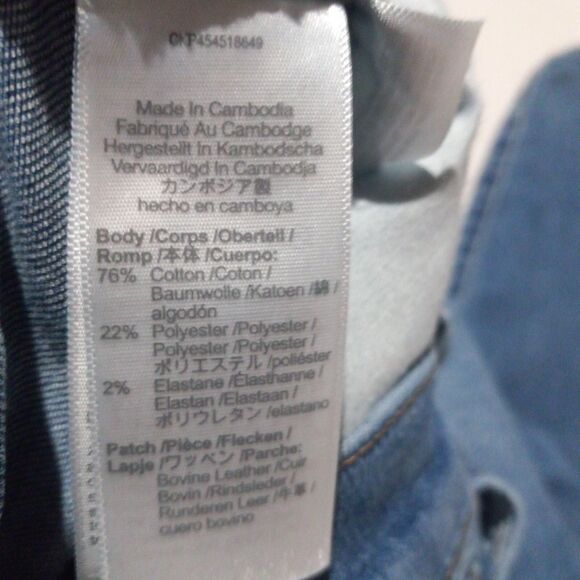 Made In Cambodia
Fabriqué Au Cambodge
Hergestellt In Kambodscha
Vervaardigd In Cambodja
カンボジア製
hecho en camboya
Body /Corps /Oberteil /
Romp /本体 /Cuerpo:
76% Cotton /Coton /
Baumwolle /Katoen /綿 /
algodón
22% Polyester /Polyester /
Polyester /Polyester /
ポリエステル /poliéster
2% Elastane /Élasthanne /
Elastan /Elastaan /
ポリウレタン /elastano
Patch /Pièce /Flecken /
Lapje /ワッペン /Parche:
Bovine Leather /Cuir
Bovin /Rindsleder /
Runderen Leer /牛革 /
cuero bovino